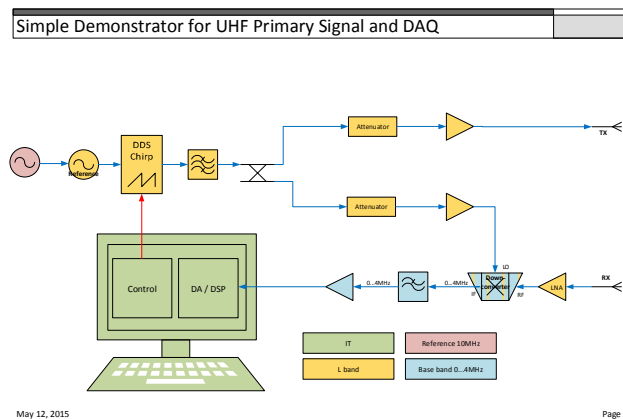 Simple Demonstrator for UHF Primary Signal and DAQ
Attenuator
TX
DDS
Chirp
Reference
Attenuator
LO
Down-
converter
IF
RF
LNA
RX
0...4MHz
0...4MHz
Control
DA / DSP
IT
Reference 10MHz
L band
Base band 0...4MHz
May 12, 2015
Page